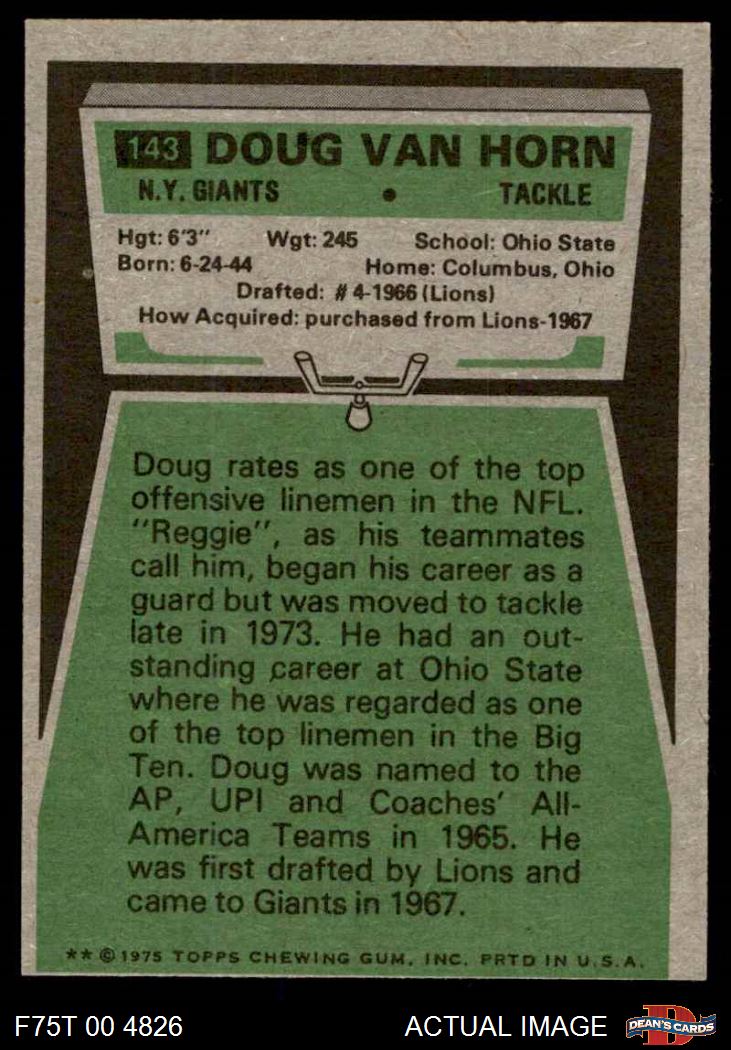 143 DOUG VAN HORN
N.Y. GIANTS • TACKLE
Hgt: 6'3" Wgt: 245 School: Ohio State
Born: 6-24-44 Home: Columbus, Ohio
Drafted: #4-1966 (Lions)
How Acquired: purchased from Lions-1967
Doug rates as one of the top
offensive linemen in the NFL.
"Reggie", as his teammates
call him, began his career as a
guard but was moved to tackle
late in 1973. He had an out-
standing career at Ohio State
where he was regarded as one
of the top linemen in the Big
Ten. Doug was named to the
AP, UPI and Coaches' All-
America Teams in 1965. He
was first drafted by Lions and
came to Giants in 1967.
** © 1975 TOPPS CHEWING GUM, INC. PRTD IN U.S.A.
F75T 00 4826 ACTUAL IMAGE D DEAN'S CARDS